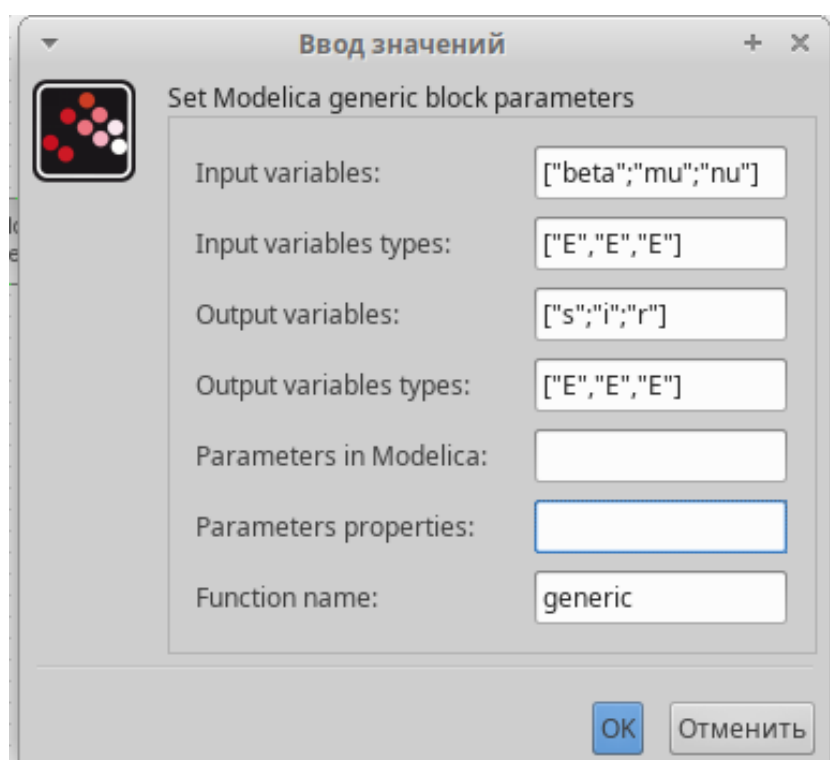 Ввод значений
Set Modelica generic block parameters
Input variables: ["beta";"mu";"nu"]
Input variables types: ["E","E","E"]
Output variables: ["s";"i";"r"]
Output variables types: ["E","E","E"]
Parameters in Modelica:
Parameters properties:
Function name: generic
OK Отменить